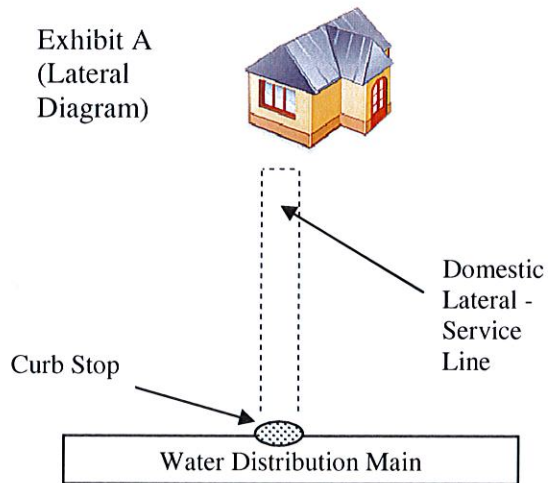 Exhibit A
(Lateral
Diagram)
Domestic
Lateral -
Service
Line
Curb Stop
Water Distribution Main